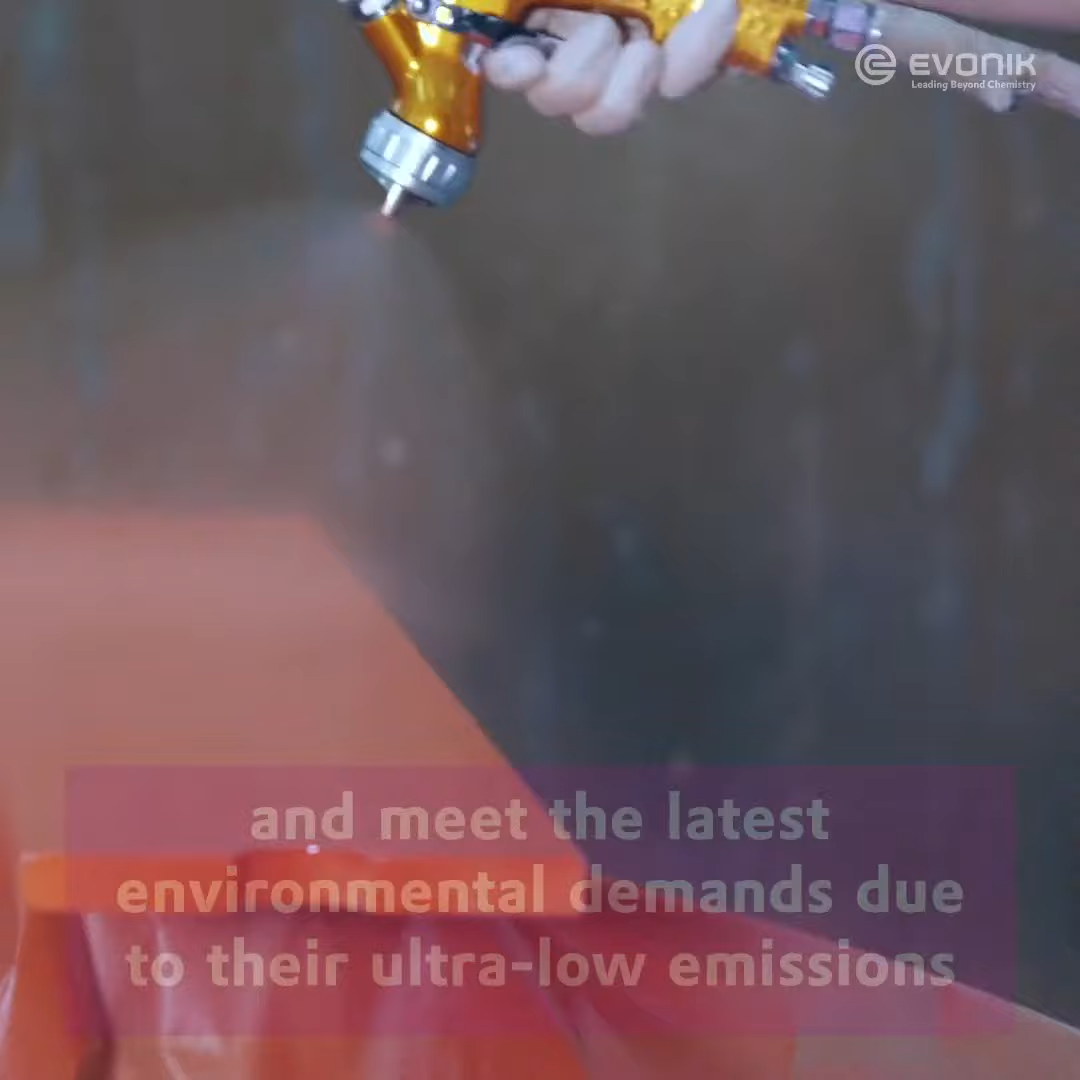 EVONIK
Leading Beyond Chemistry
and meet the latest
environmental demands due
to their ultra-low emissions